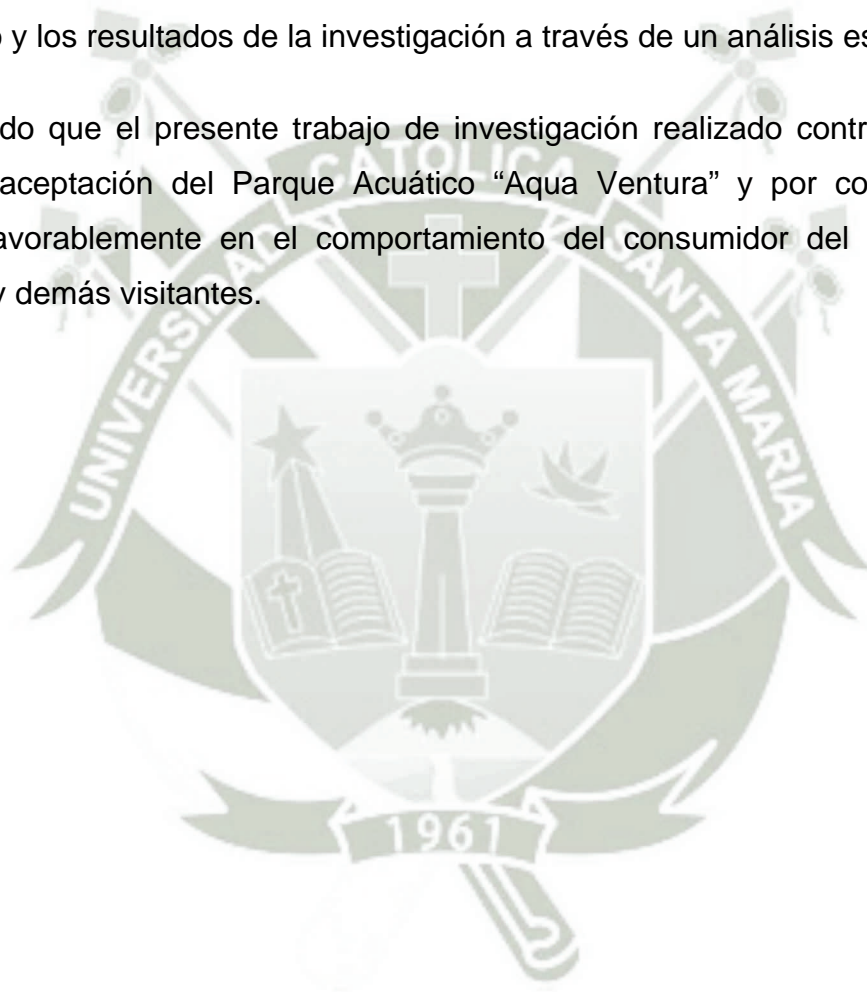 y los resultados de la investigación a través de un análisis es
do que el presente trabajo de investigación realizado contr
aceptación del Parque Acuático “Aqua Ventura” y por co
avorablemente en el comportamiento del consumidor del
y demás visitantes.
UNIVERSIDAD CATOLICA SANTA MARIA
1961